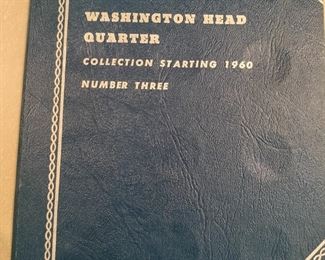 WASHINGTON HEAD
QUARTER
COLLECTION STARTING 1960
NUMBER THREE